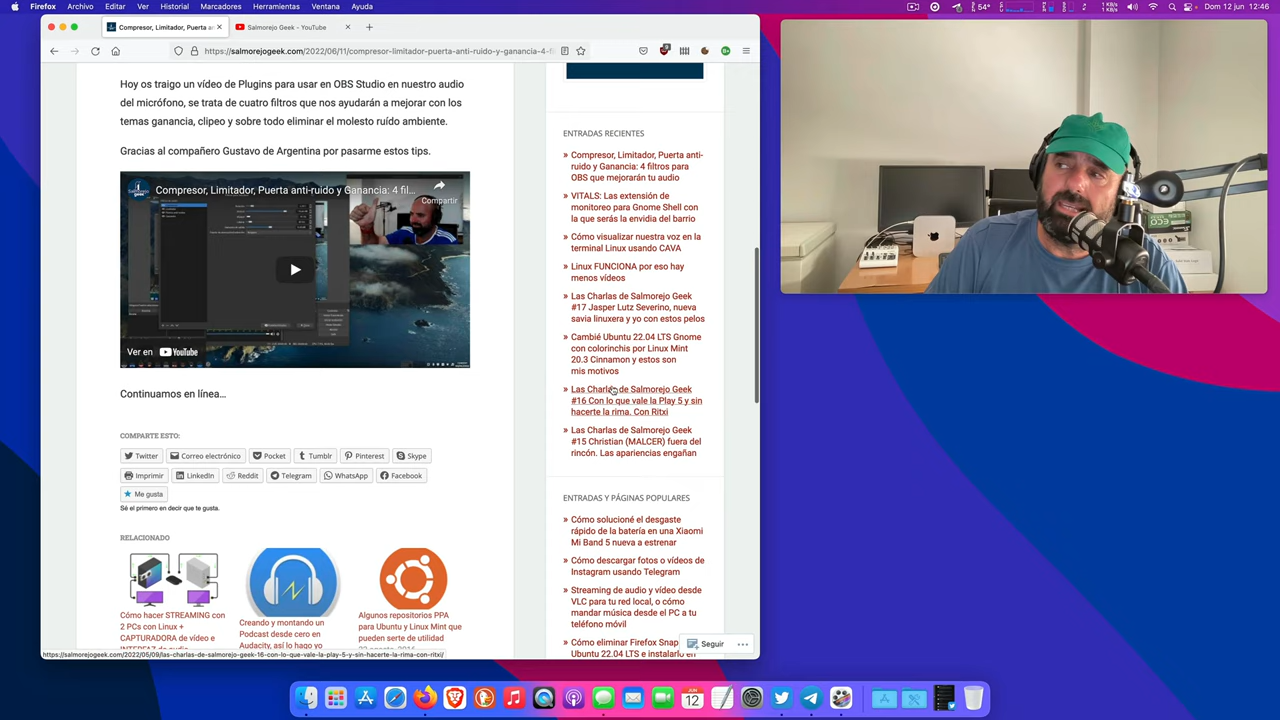 Firefox Archivo Editar Ver Historial Marcadores Herramientas Ventana Ayuda
54° 1 KB/s Dom 12 jun 12:46
Compresor, Limitador, Puerta an
Salmorejo Geek - YouTube
https://salmorejogeek.com/2022/06/11/compresor-limitador-puerta-anti-ruido-y-ganancia-4-fil
Hoy os traigo un vídeo de Plugins para usar en OBS Studio en nuestro audio
del micrófono, se trata de cuatro filtros que nos ayudarán a mejorar con los
temas ganancia, clipeo y sobre todo eliminar el molesto ruído ambiente.
Gracias al compañero Gustavo de Argentina por pasarme estos tips.
Compresor, Limitador, Puerta anti-ruido y Ganancia: 4 fil...
Compartir
Ver en YouTube
Continuamos en línea...
COMPARTE ESTO:
Twitter Correo electrónico Pocket Tumblr Pinterest Skype
Imprimir LinkedIn Reddit Telegram WhatsApp Facebook
Me gusta
Sé el primero en decir que te gusta.
RELACIONADO
Cómo hacer STREAMING con
2 PCs con Linux +
CAPTURADORA de vídeo e
Creando y montando un
Podcast desde cero en
Audacity, así lo hago yo
Algunos repositorios PPA
para Ubuntu y Linux Mint que
pueden serte de utilidad
ENTRADAS RECIENTES
» Compresor, Limitador, Puerta anti-
ruido y Ganancia: 4 filtros para
OBS que mejorarán tu audio
» VITALS: Las extensión de
monitoreo para Gnome Shell con
la que serás la envidia del barrio
» Cómo visualizar nuestra voz en la
terminal Linux usando CAVA
» Linux FUNCIONA por eso hay
menos vídeos
» Las Charlas de Salmorejo Geek
#17 Jasper Lutz Severino, nueva
savia linuxera y yo con estos pelos
» Cambié Ubuntu 22.04 LTS Gnome
con colorinchis por Linux Mint
20.3 Cinnamon y estos son
mis motivos
» Las Charlas de Salmorejo Geek
#16 Con lo que vale la Play 5 y sin
hacerte la rima. Con Ritxi
» Las Charlas de Salmorejo Geek
#15 Christian (MALCER) fuera del
rincón. Las apariencias engañan
ENTRADAS Y PÁGINAS POPULARES
» Cómo solucioné el desgaste
rápido de la batería en una Xiaomi
Mi Band 5 nueva a estrenar
» Cómo descargar fotos o vídeos de
Instagram usando Telegram
» Streaming de audio y vídeo desde
VLC para tu red local, o cómo
mandar música desde el PC a tu
teléfono móvil
» Cómo eliminar Firefox Snap
Ubuntu 22.04 LTS e instalarlo en
Seguir
https://salmorejogeek.com/2022/05/09/las-charlas-de-salmorejo-geek-16-con-lo-que-vale-la-play-5-y-sin-hacerte-la-rima-con-ritxi/
JUN
12